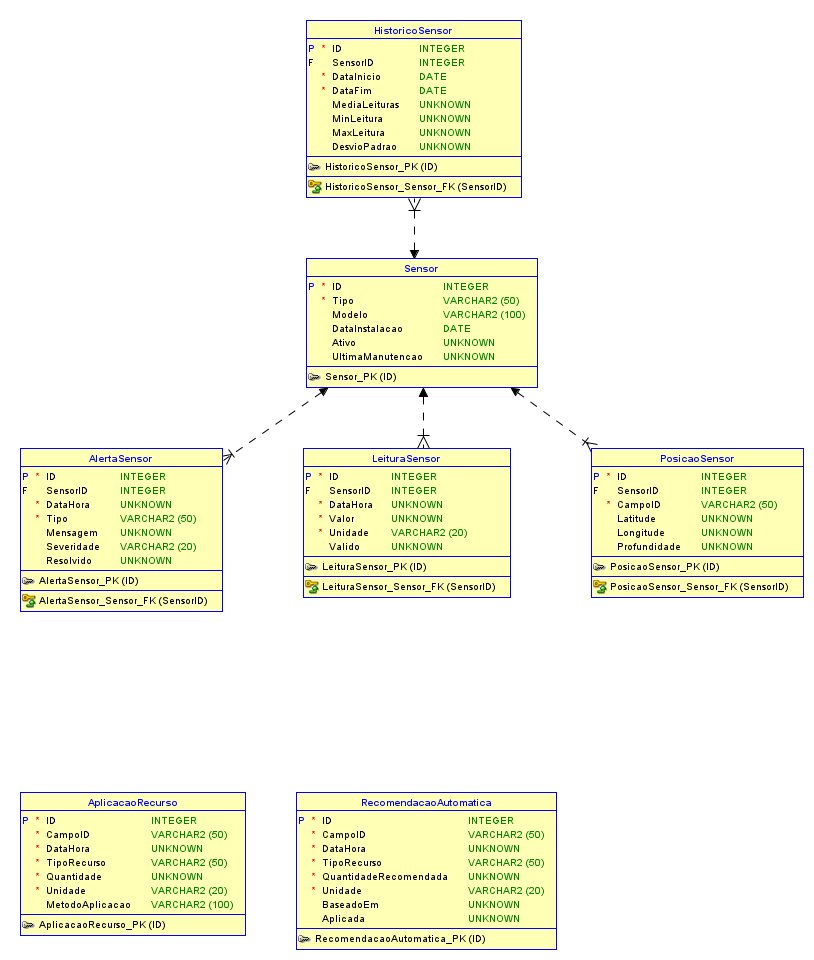 HistoricoSensor
P * ID INTEGER
F SensorID INTEGER
* DataInicio DATE
* DataFim DATE
MediaLeituras UNKNOWN
MinLeitura UNKNOWN
MaxLeitura UNKNOWN
DesvioPadrao UNKNOWN
HistoricoSensor_PK (ID)
HistoricoSensor_Sensor_FK (SensorID)
Sensor
P * ID INTEGER
* Tipo VARCHAR2 (50)
Modelo VARCHAR2 (100)
DataInstalacao DATE
Ativo UNKNOWN
UltimaManutencao UNKNOWN
Sensor_PK (ID)
AlertaSensor
P * ID INTEGER
F SensorID INTEGER
* DataHora UNKNOWN
* Tipo VARCHAR2 (50)
Mensagem UNKNOWN
Severidade VARCHAR2 (20)
Resolvido UNKNOWN
AlertaSensor_PK (ID)
AlertaSensor_Sensor_FK (SensorID)
LeituraSensor
P * ID INTEGER
F SensorID INTEGER
* DataHora UNKNOWN
* Valor UNKNOWN
* Unidade VARCHAR2 (20)
Valido UNKNOWN
LeituraSensor_PK (ID)
LeituraSensor_Sensor_FK (SensorID)
PosicaoSensor
P * ID INTEGER
F SensorID INTEGER
* CampoID VARCHAR2 (50)
Latitude UNKNOWN
Longitude UNKNOWN
Profundidade UNKNOWN
PosicaoSensor_PK (ID)
PosicaoSensor_Sensor_FK (SensorID)
AplicacaoRecurso
P * ID INTEGER
* CampoID VARCHAR2 (50)
* DataHora UNKNOWN
* TipoRecurso VARCHAR2 (50)
* Quantidade UNKNOWN
* Unidade VARCHAR2 (20)
MetodoAplicacao VARCHAR2 (100)
AplicacaoRecurso_PK (ID)
RecomendacaoAutomatica
P * ID INTEGER
* CampoID VARCHAR2 (50)
* DataHora UNKNOWN
* TipoRecurso VARCHAR2 (50)
* QuantidadeRecomendada UNKNOWN
* Unidade VARCHAR2 (20)
BaseadoEm UNKNOWN
Aplicada UNKNOWN
RecomendacaoAutomatica_PK (ID)